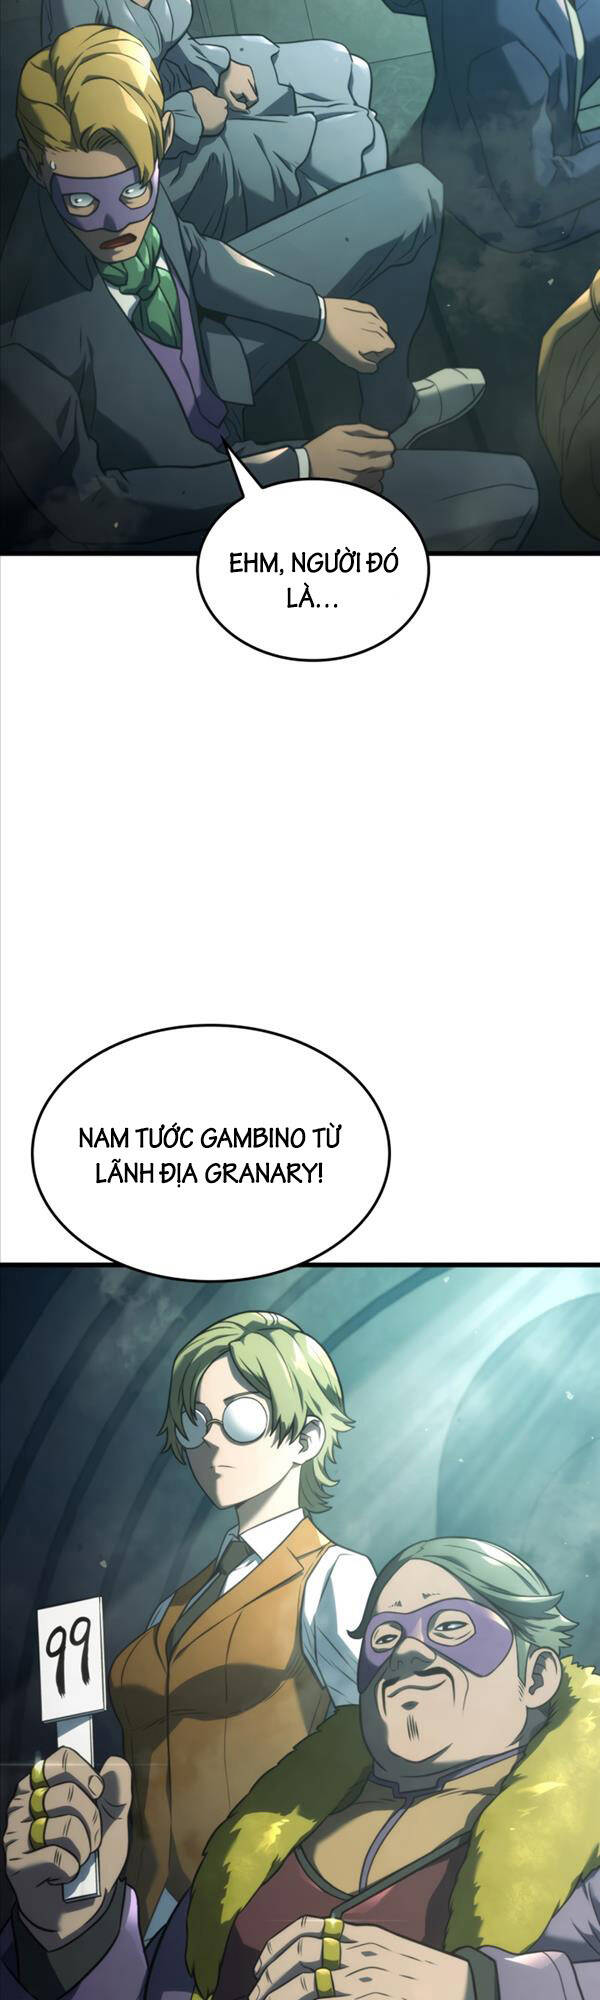 EHM, NGƯỜI ĐÓ
LÀ...
NAM TƯỚC GAMBINO TỪ
LÃNH ĐỊA GRANARY!
99